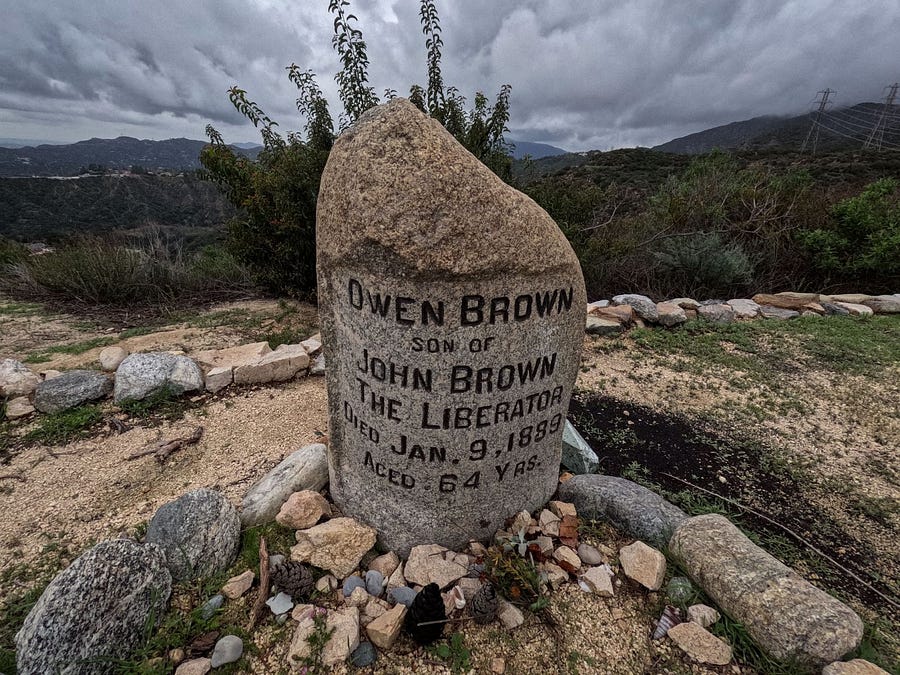 OWEN BROWN
SON OF
JOHN BROWN
THE LIBERATOR
DIED JAN. 9, 1889
AGED 64 YRS.